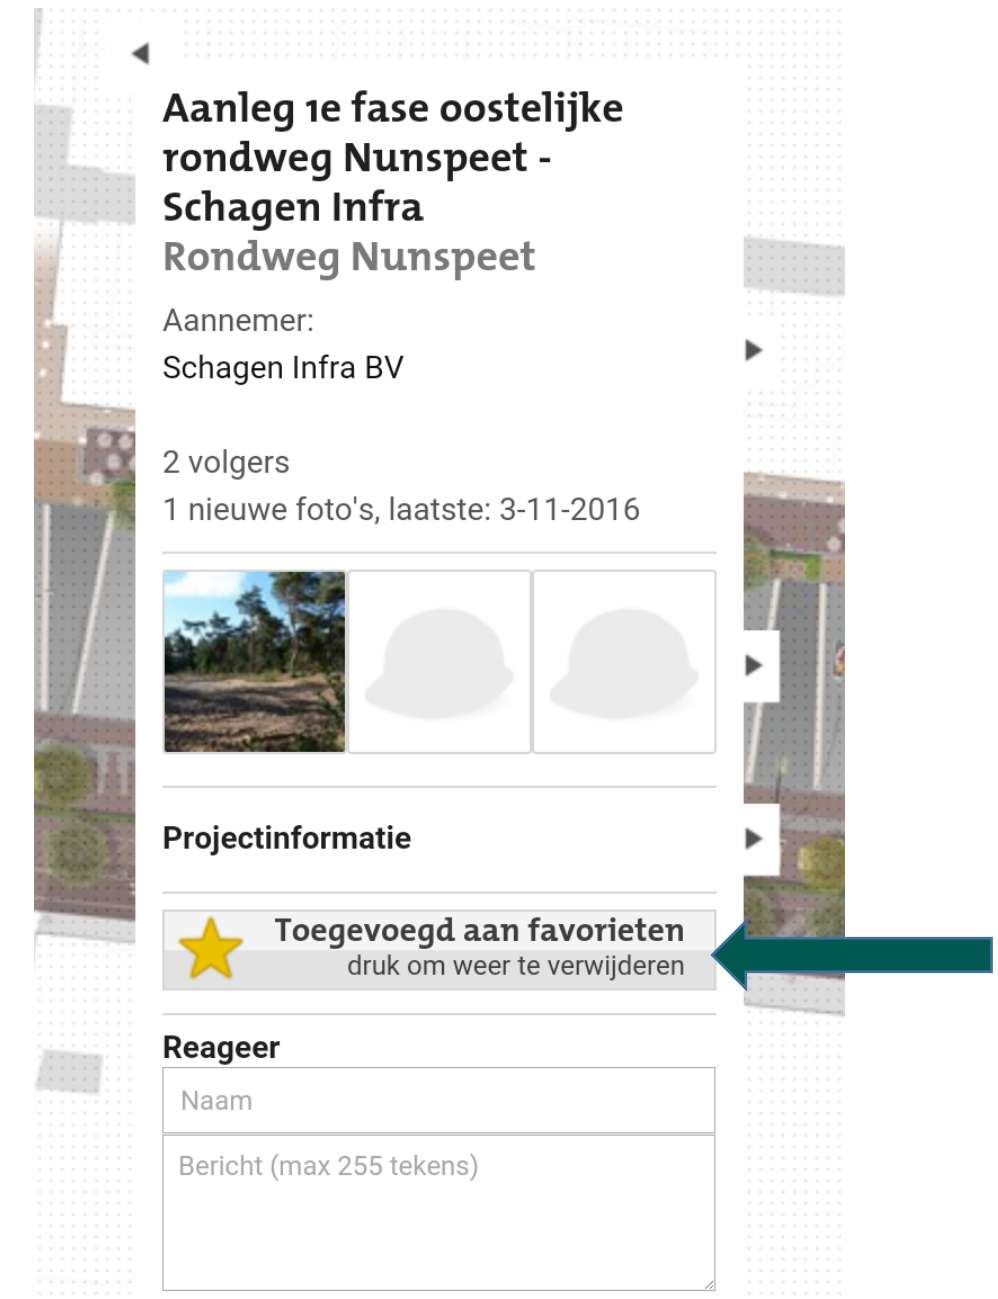 Aanleg 1e fase oostelijke
rondweg Nunspeet -
Schagen Infra
Rondweg Nunspeet
Aannemer:
Schagen Infra BV
2 volgers
1 nieuwe foto's, laatste: 3-11-2016
Projectinformatie
Toegevoegd aan favorieten
druk om weer te verwijderen
Reageer
Naam
Bericht (max 255 tekens)